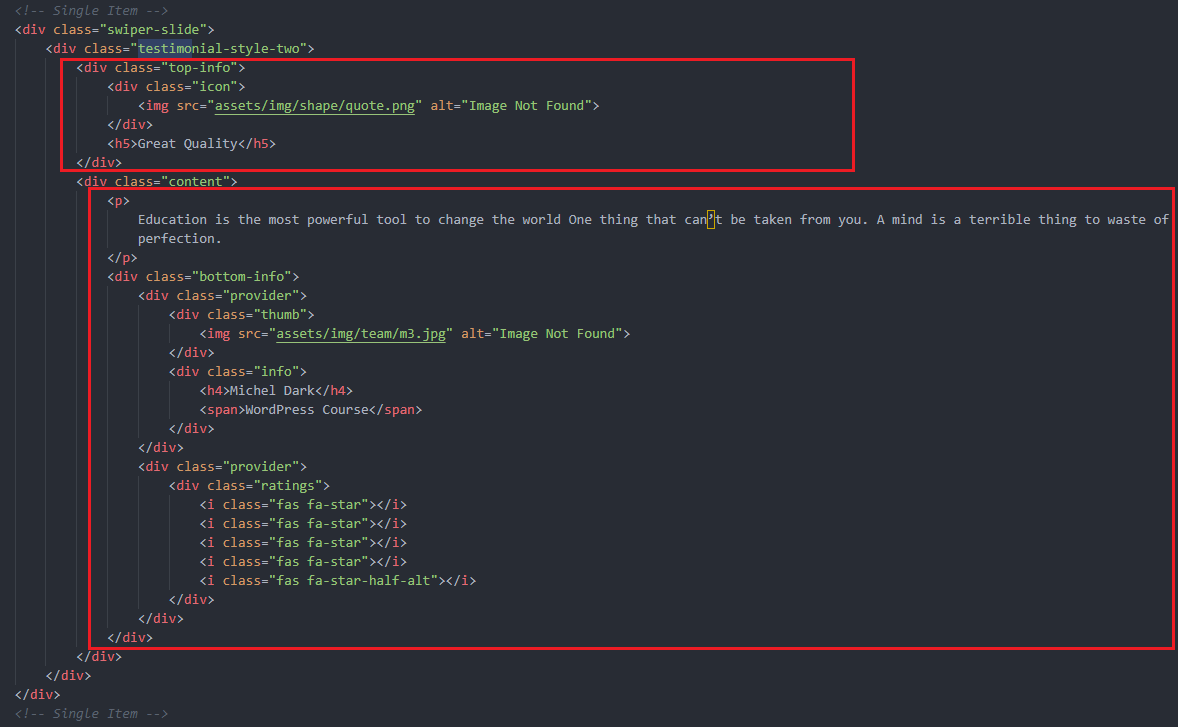 <!-- Single Item -->
<div class="swiper-slide">
    <div class="testimonial-style-two">
        <div class="top-info">
            <div class="icon">
                <img src="assets/img/shape/quote.png" alt="Image Not Found">
            </div>
            <h5>Great Quality</h5>
        </div>
        <div class="content">
            <p>
                Education is the most powerful tool to change the world One thing that can’t be taken from you. A mind is a terrible thing to waste of
                perfection.
            </p>
            <div class="bottom-info">
                <div class="provider">
                    <div class="thumb">
                        <img src="assets/img/team/m3.jpg" alt="Image Not Found">
                    </div>
                    <div class="info">
                        <h4>Michel Dark</h4>
                        <span>WordPress Course</span>
                    </div>
                </div>
                <div class="provider">
                    <div class="ratings">
                        <i class="fas fa-star"></i>
                        <i class="fas fa-star"></i>
                        <i class="fas fa-star"></i>
                        <i class="fas fa-star"></i>
                        <i class="fas fa-star-half-alt"></i>
                    </div>
                </div>
            </div>
        </div>
    </div>
</div>
<!-- Single Item -->